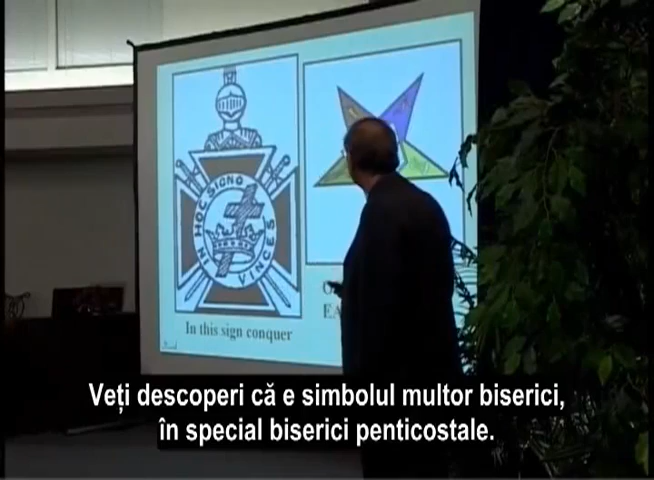 IN HOC SIGNO VINCES
In this sign conquer
Veți descoperi că e simbolul multor biserici,
în special biserici penticostale.